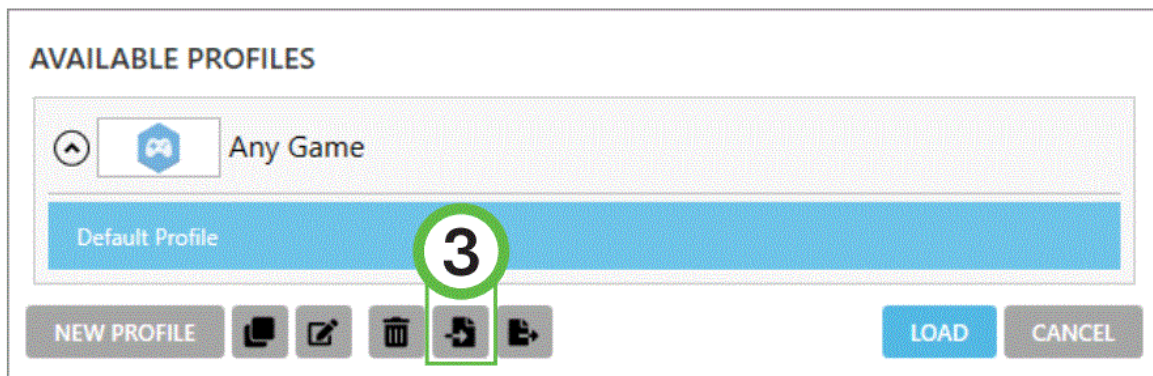 AVAILABLE PROFILES
Any Game
Default Profile
3
NEW PROFILE
LOAD
CANCEL